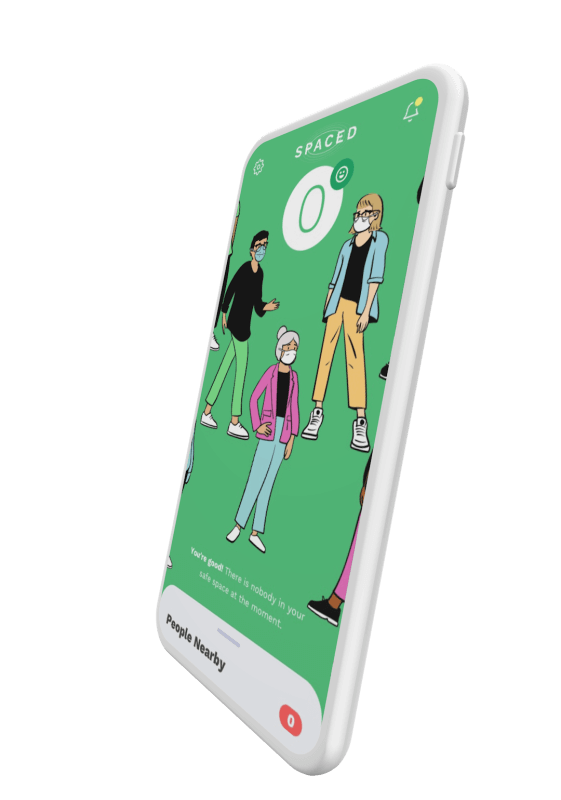 SPACED
0
You're good! There is nobody in your
safe space at the moment.
People Nearby
0